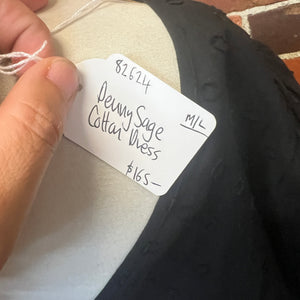 82624
M/L
Denny Sage
Cotton Dress
$165-